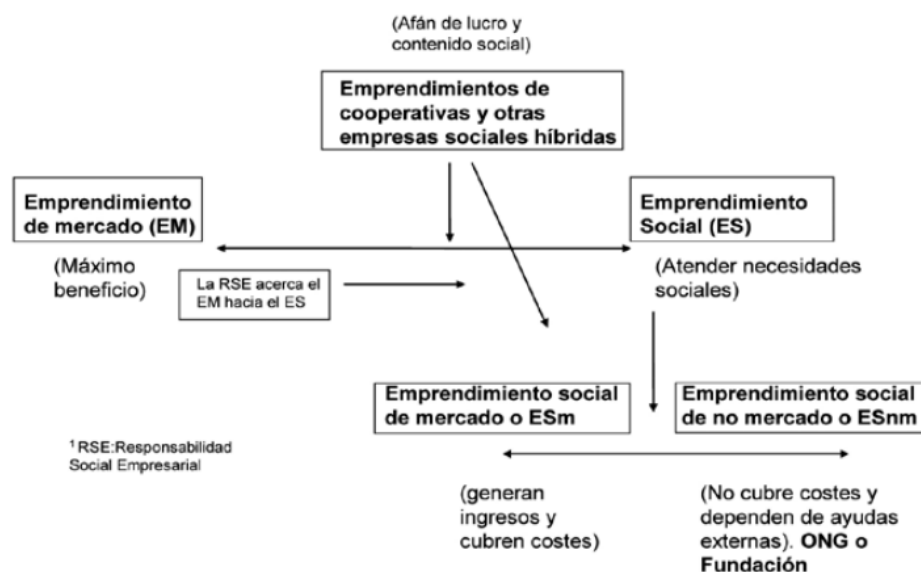 (Afán de lucro y
contenido social)
Emprendimientos de
cooperativas y otras
empresas sociales híbridas
Emprendimiento
de mercado (EM)
Emprendimiento
Social (ES)
(Máximo
beneficio)
La RSE acerca el
EM hacia el ES
(Atender necesidades
sociales)
Emprendimiento social
de mercado o ESm
Emprendimiento social
de no mercado o ESnm
1 RSE:Responsabilidad
Social Empresarial
(generan
ingresos y
cubren costes)
(No cubre costes y
dependen de ayudas
externas). ONG o
Fundación